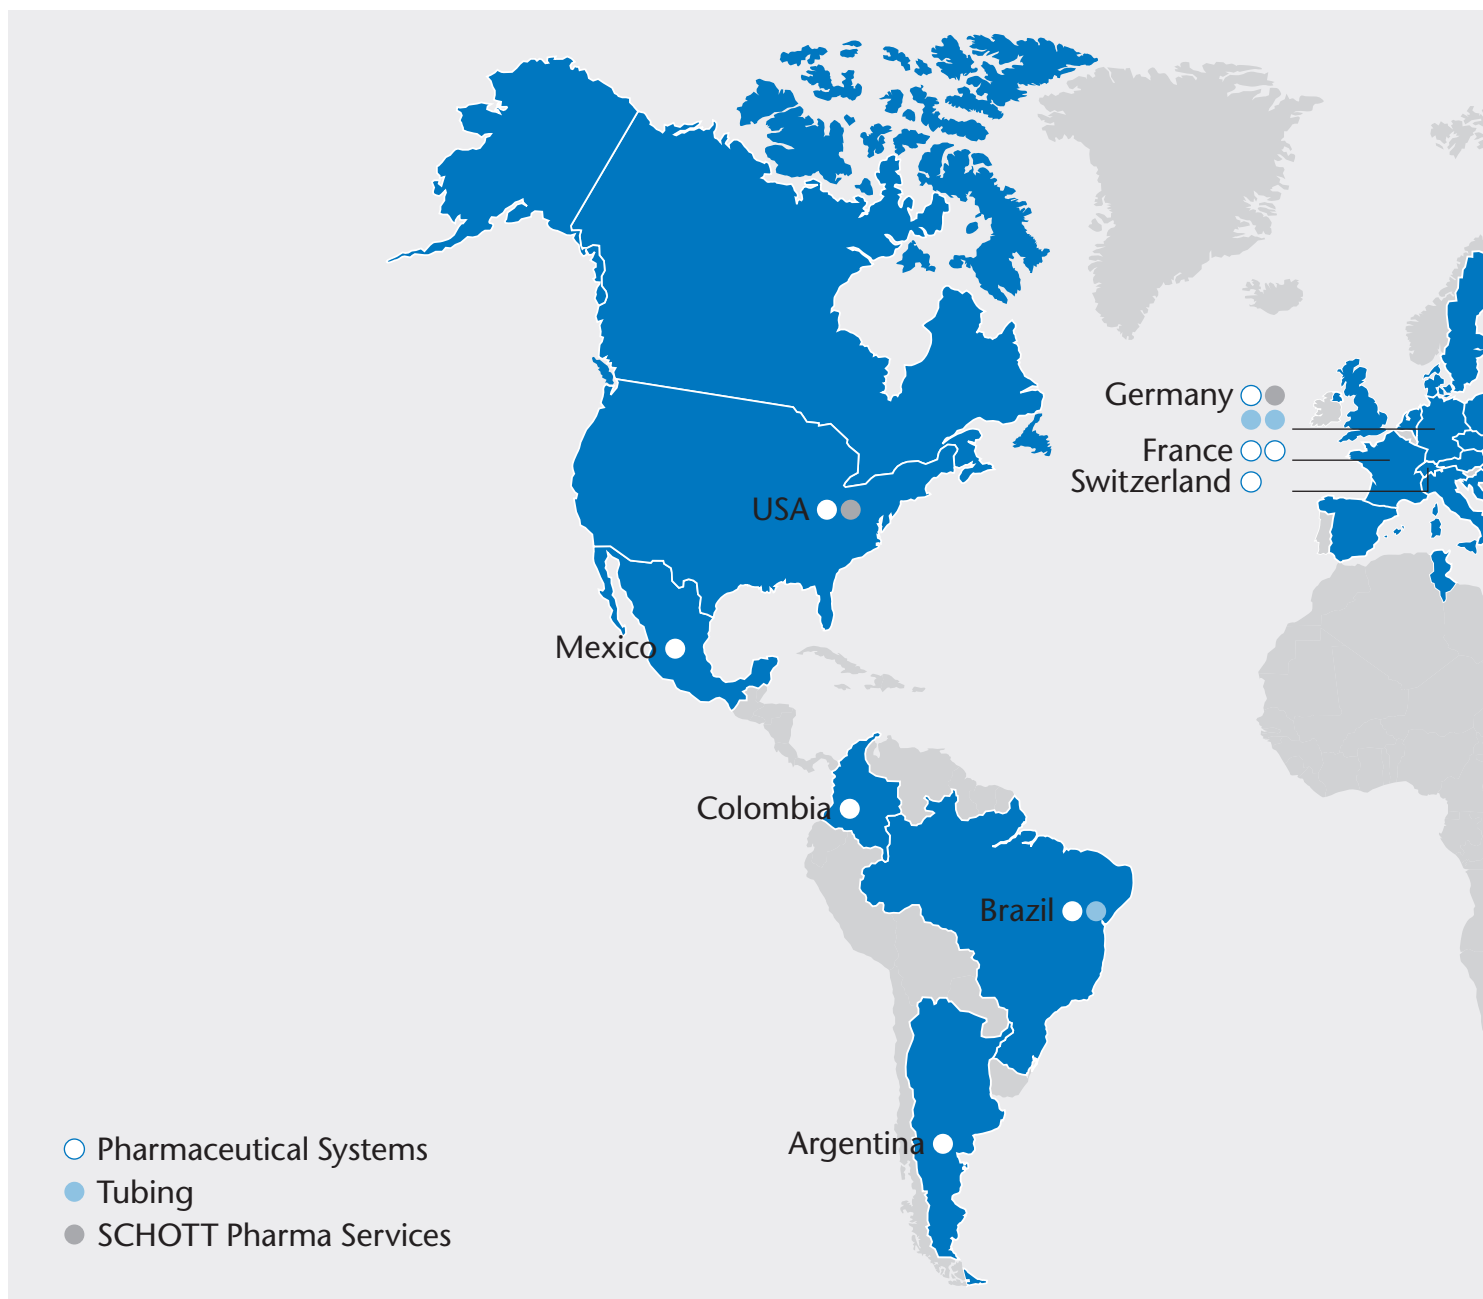 Germany
France
Switzerland
USA
Mexico
Colombia
Brazil
Argentina
Pharmaceutical Systems
Tubing
SCHOTT Pharma Services